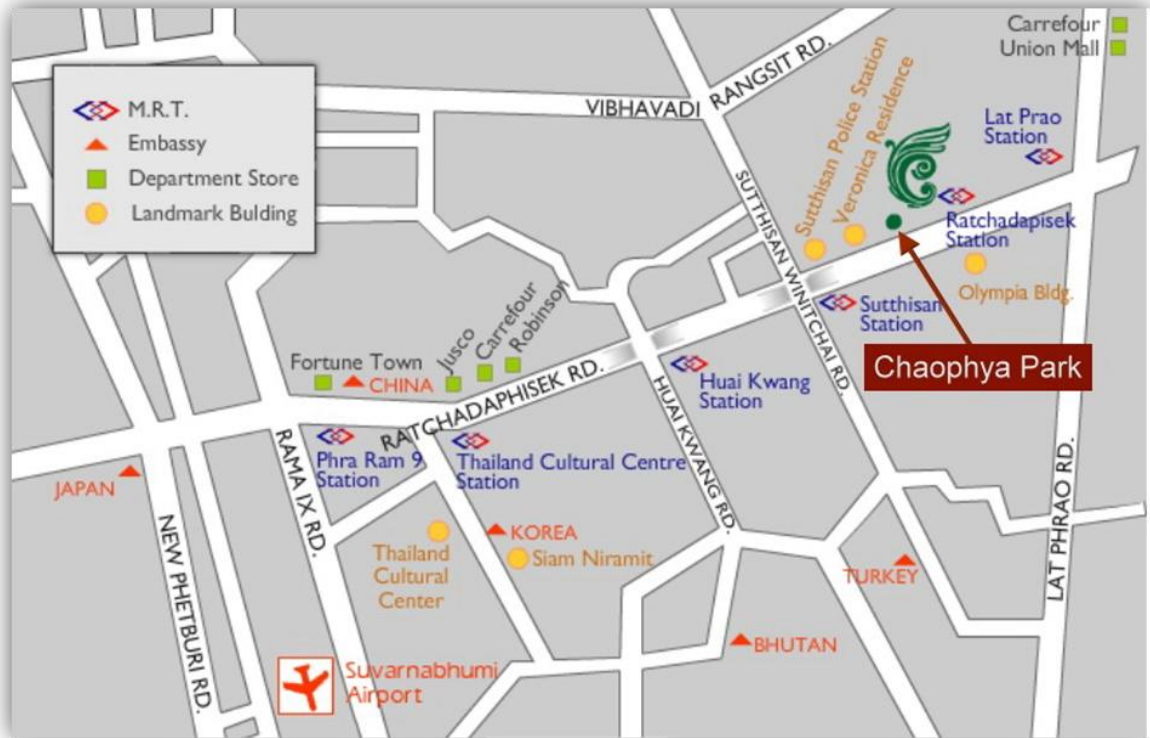 Carrefour
Union Mall
M.R.T.
Embassy
Department Store
Landmark Bulding
VIBHAVADI RANGSIT RD.
Sutthisan Police Station
Veronica Residence
Lat Prao
Station
Ratchadapisek
Station
Olympia Bldg.
SUTTHISAN WINITCHAI RD.
Sutthisan
Station
Chaophya Park
Fortune Town
CHINA
Jusco
Carrefour
Robinson
RATCHADAPHISEK RD.
Huai Kwang
Station
HUAI KWANG RD.
Phra Ram 9
Station
Thailand Cultural Centre
Station
RAMA IX RD.
JAPAN
NEW PHETBURI RD.
KOREA
Siam Niramit
Thailand
Cultural
Center
TURKEY
LAT PHRAO RD.
BHUTAN
Suvarnabhumi
Airport